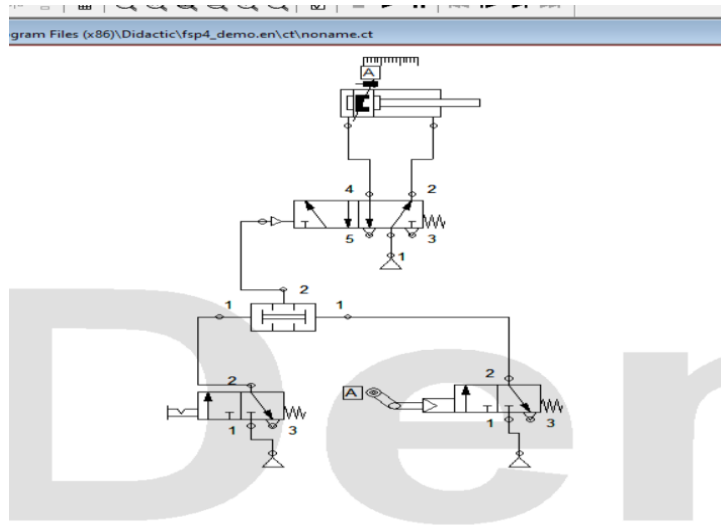 ogram Files (x86)\Didactic\fsp4_demo.en\ct\noname.ct
A
4 2
5 3
1
2
1 1
2 2
A
1 3 1 3
Der